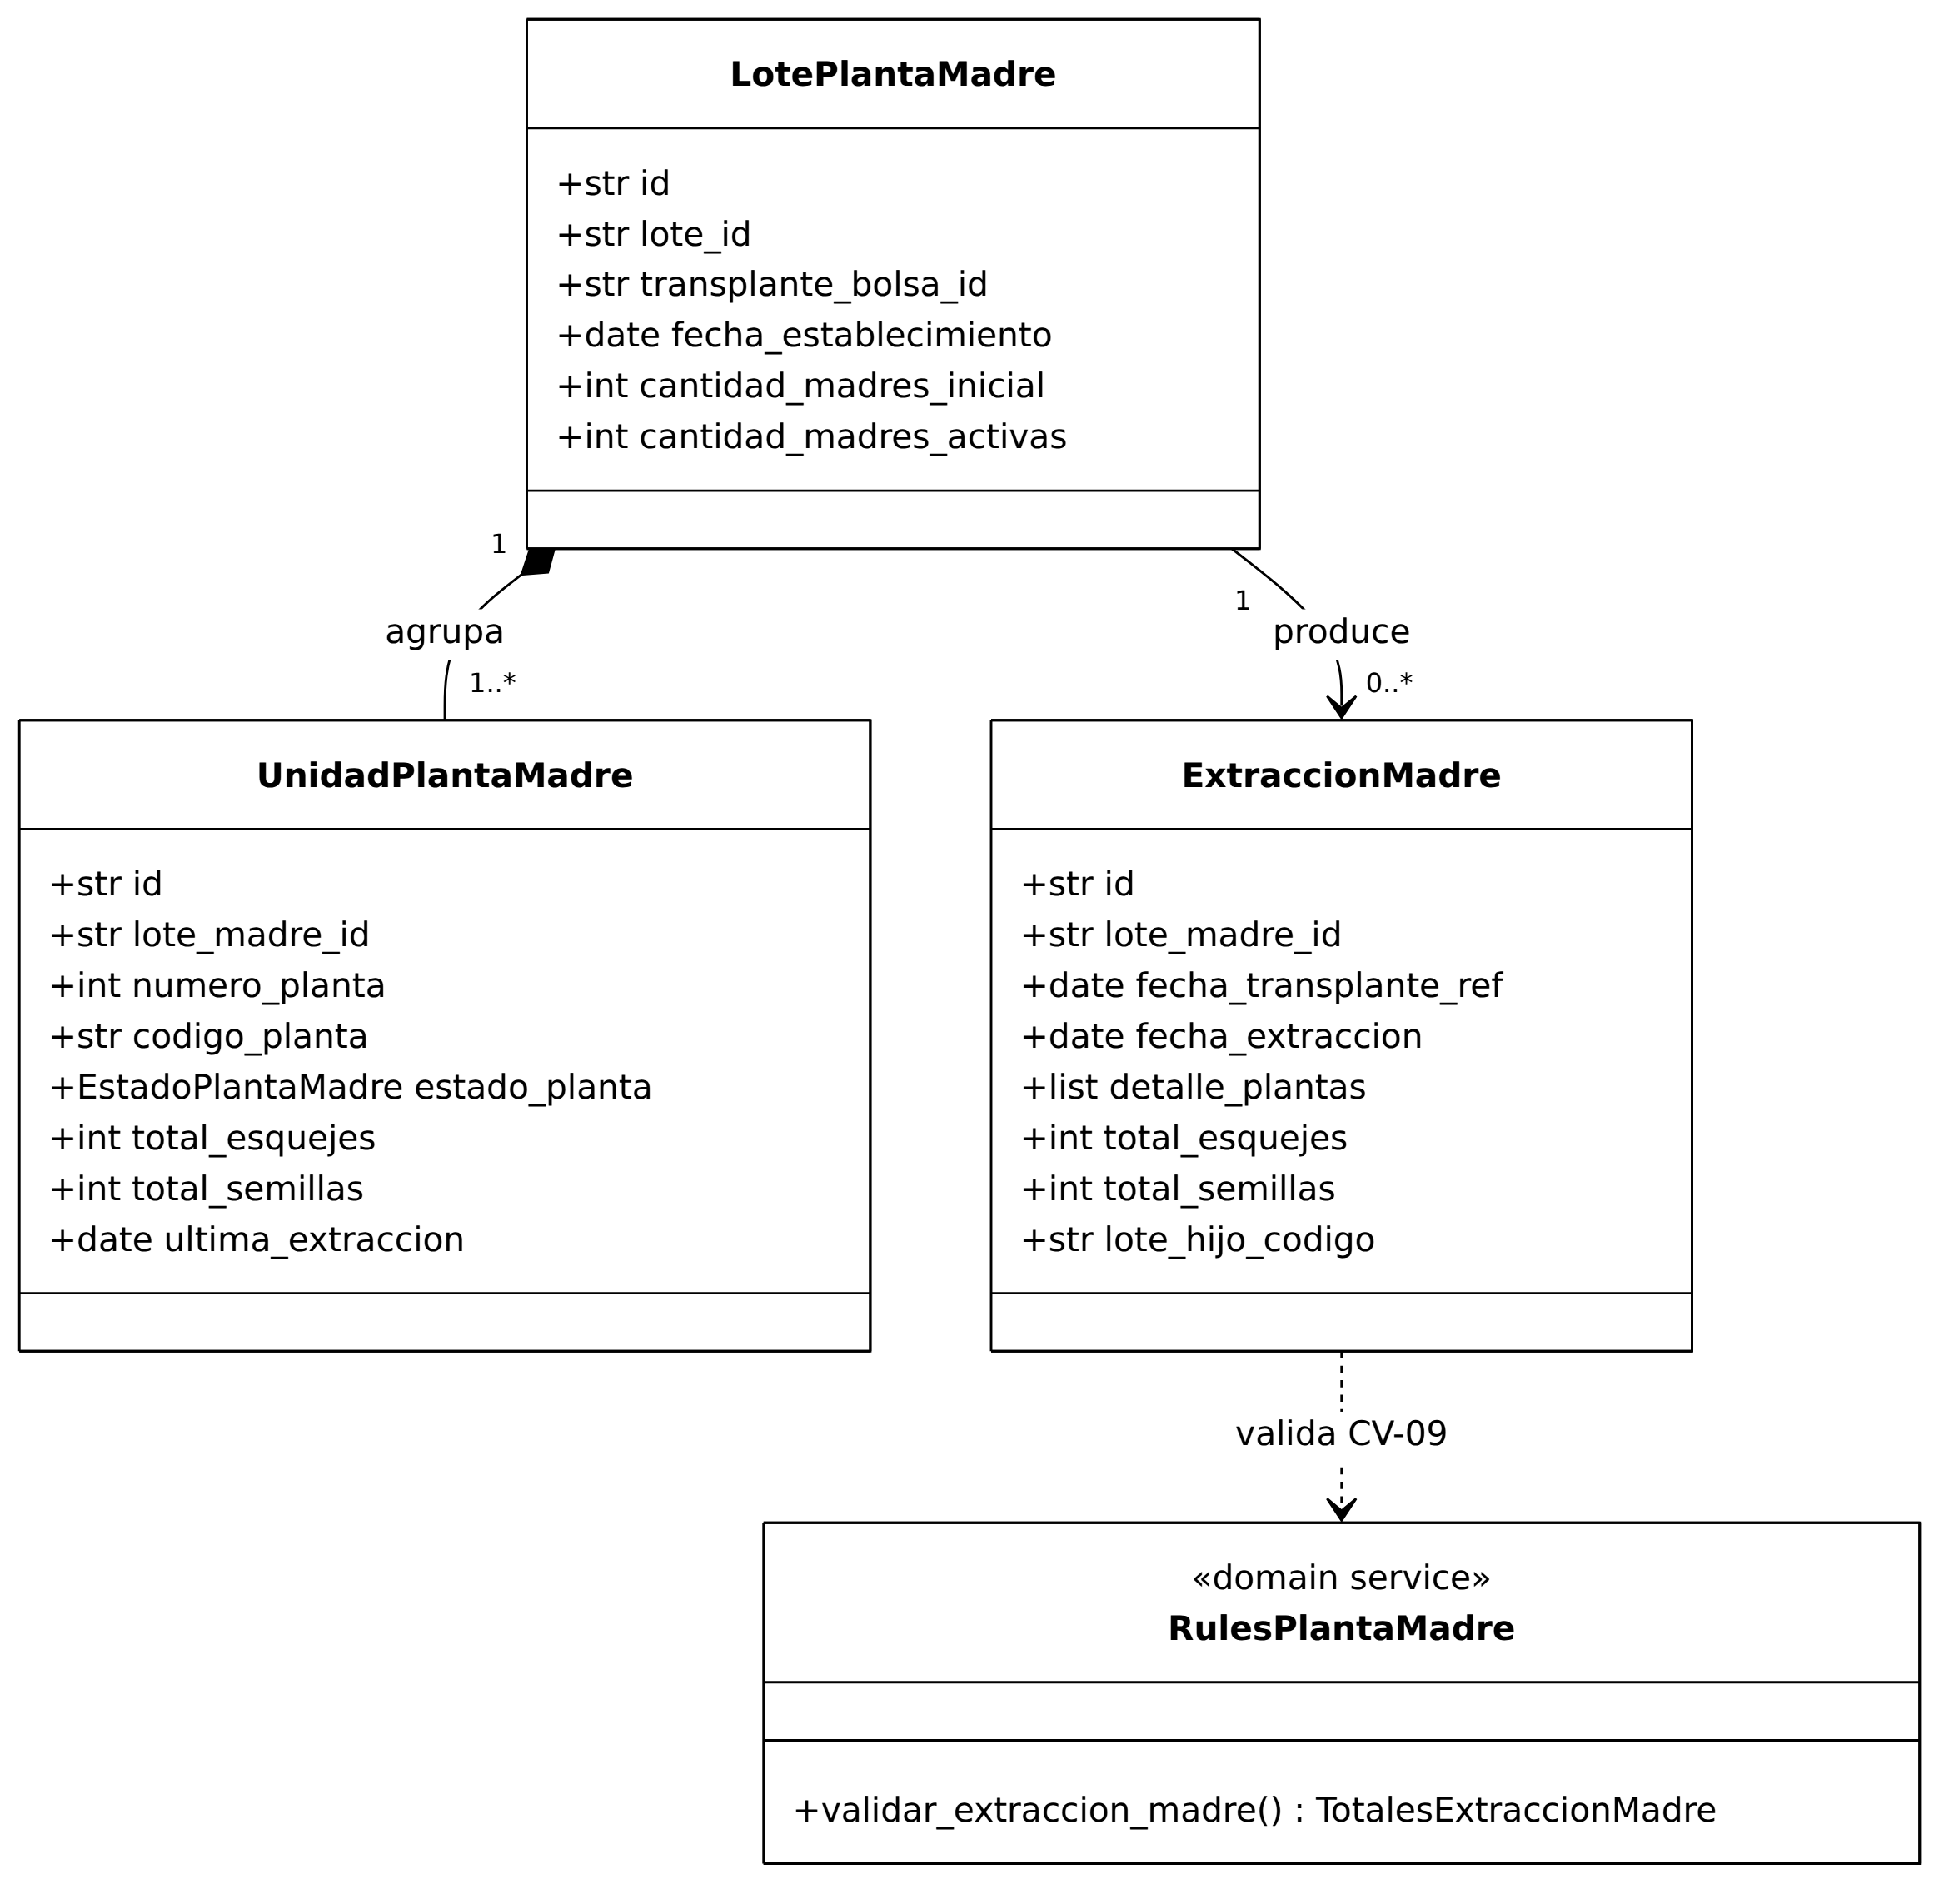 LotePlantaMadre
+str id
+str lote_id
+str transplante_bolsa_id
+date fecha_establecimiento
+int cantidad_madres_inicial
+int cantidad_madres_activas
1
agrupa
1..*
1
produce
0..*
UnidadPlantaMadre
+str id
+str lote_madre_id
+int numero_planta
+str codigo_planta
+EstadoPlantaMadre estado_planta
+int total_esquejes
+int total_semillas
+date ultima_extraccion
ExtraccionMadre
+str id
+str lote_madre_id
+date fecha_transplante_ref
+date fecha_extraccion
+list detalle_plantas
+int total_esquejes
+int total_semillas
+str lote_hijo_codigo
valida CV-09
«domain service»
RulesPlantaMadre
+validar_extraccion_madre() : TotalesExtraccionMadre